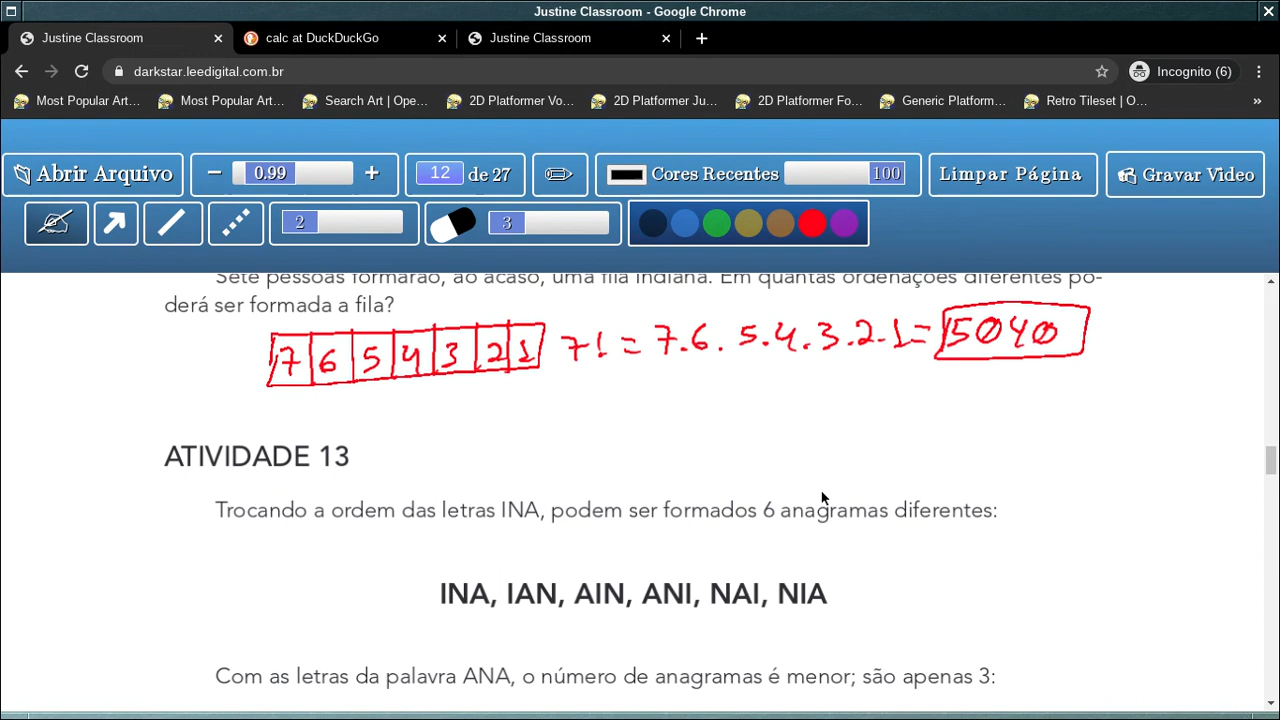 Justine Classroom - Google Chrome
Justine Classroom
calc at DuckDuckGo
Justine Classroom
darkstar.leedigital.com.br
Incognito (6)
Most Popular Art...
Most Popular Art...
Search Art | Ope...
2D Platformer Vo...
2D Platformer Ju...
2D Platformer Fo...
Generic Platform...
Retro Tileset | O...
»
Abrir Arquivo
− 0.99 +
12 de 27
Cores Recentes
100
Limpar Página
Gravar Video
2
3
Sete pessoas formarão, ao acaso, uma fila indiana. Em quantas ordenações diferentes po-
derá ser formada a fila?
7 6 5 4 3 2 1 7! = 7.6.5.4.3.2.1= 5040
ATIVIDADE 13
Trocando a ordem das letras INA, podem ser formados 6 anagramas diferentes:
INA, IAN, AIN, ANI, NAI, NIA
Com as letras da palavra ANA, o número de anagramas é menor; são apenas 3: